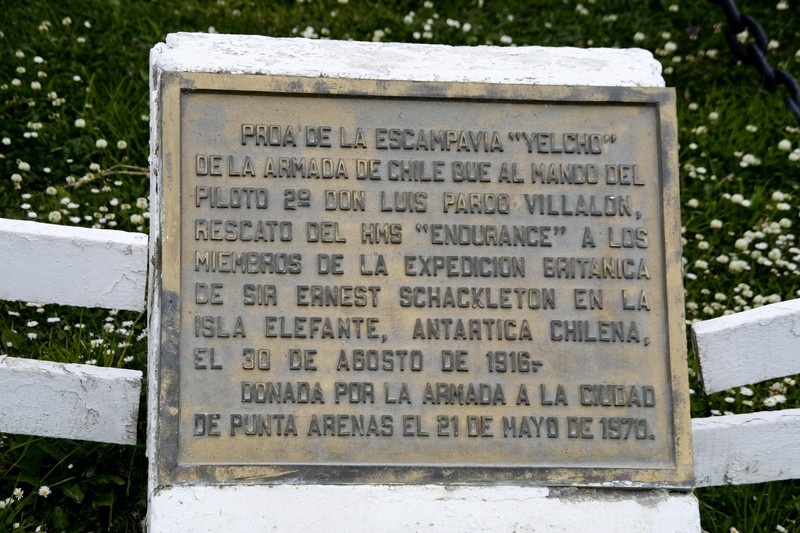 PROA DE LA ESCAMPAVIA "YELCHO"
DE LA ARMADA DE CHILE QUE AL MANDO DEL
PILOTO 2º DON LUIS PARDO VILLALON,
RESCATO DEL HMS "ENDURANCE" A LOS
MIEMBROS DE LA EXPEDICION BRITANICA
DE SIR ERNEST SCHACKLETON EN LA
ISLA ELEFANTE, ANTARTICA CHILENA,
EL 30 DE AGOSTO DE 1916.-
DONADA POR LA ARMADA A LA CIUDAD
DE PUNTA ARENAS EL 21 DE MAYO DE 1970.